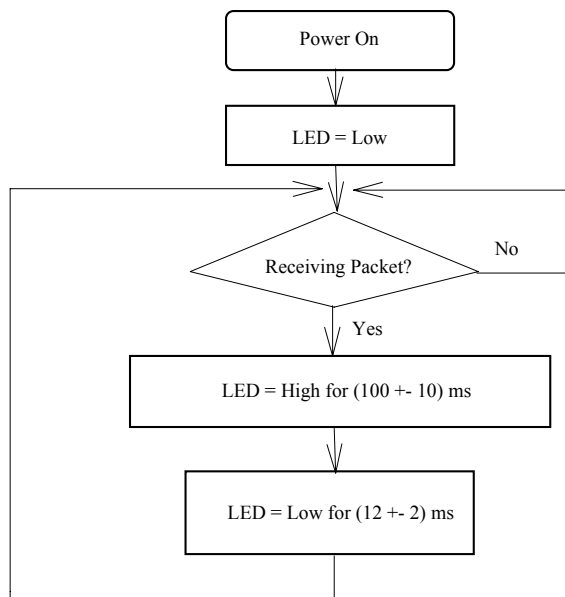 Power On
LED = Low
Receiving Packet?
No
Yes
LED = High for (100 +- 10) ms
LED = Low for (12 +- 2) ms